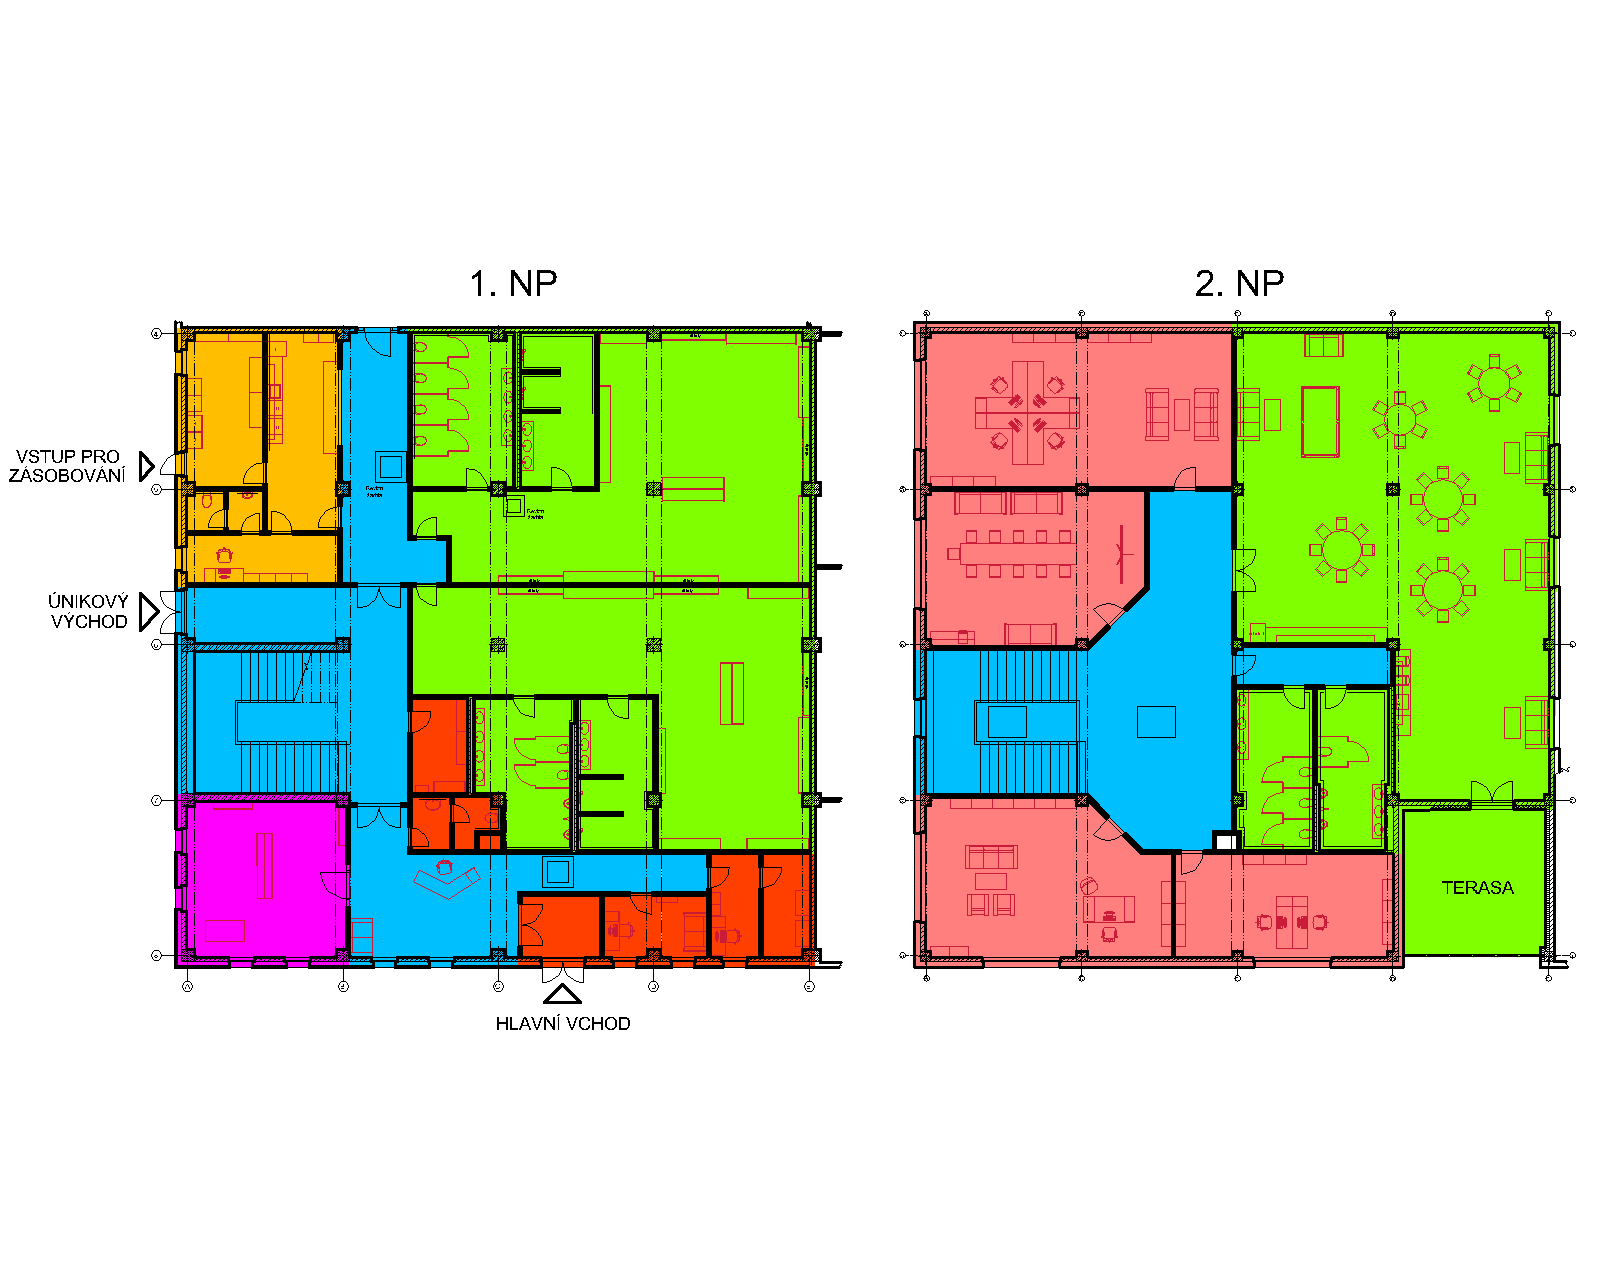 1. NP
2. NP
VSTUP PRO
ZÁSOBOVÁNÍ
ÚNIKOVÝ
VÝCHOD
TERASA
HLAVNÍ VCHOD